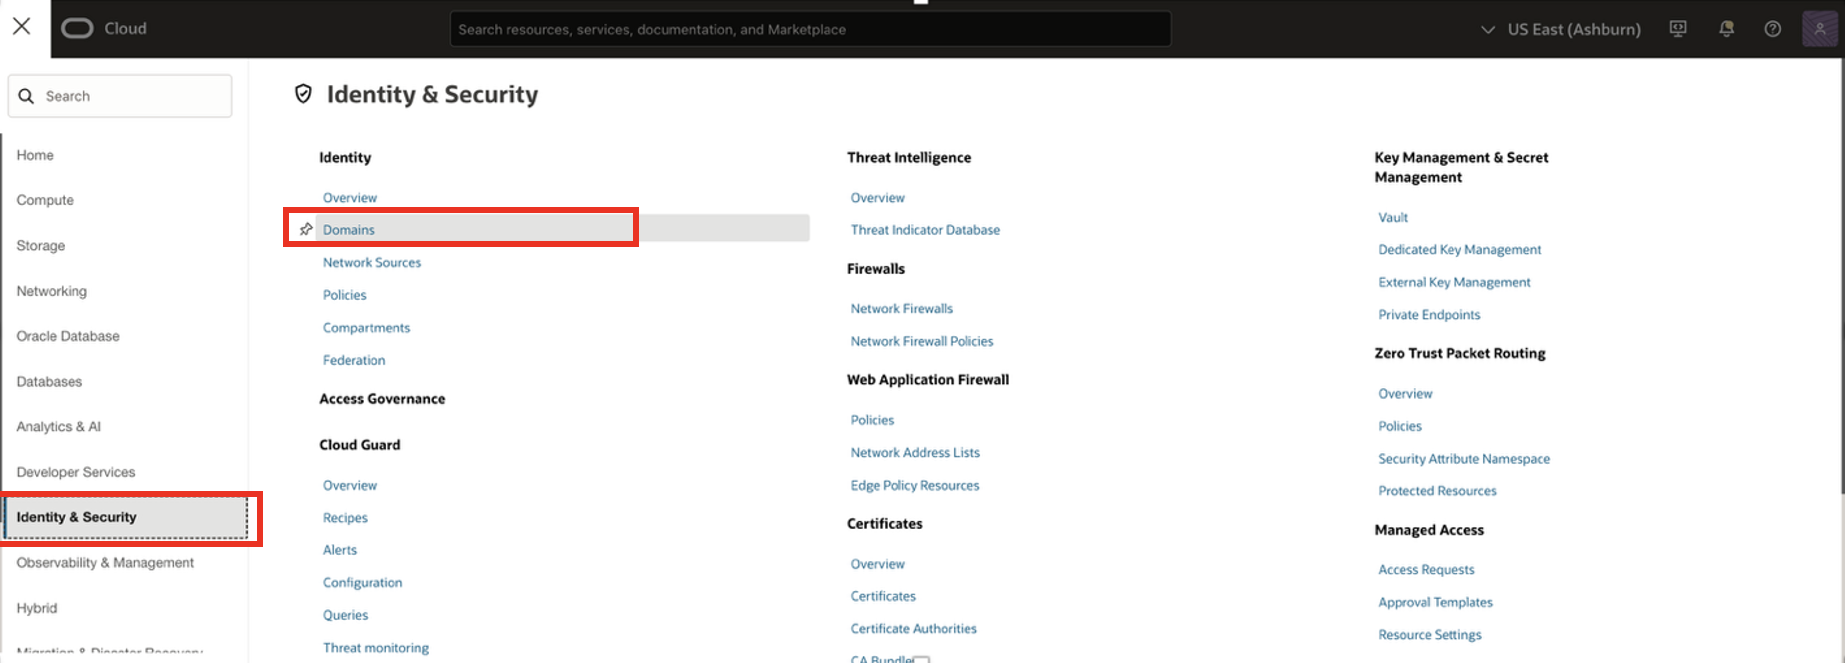 Cloud
Search resources, services, documentation, and Marketplace
US East (Ashburn)
Search
Home
Compute
Storage
Networking
Oracle Database
Databases
Analytics & AI
Developer Services
Identity & Security
Observability & Management
Hybrid
Migration & Disaster Recovery
Identity & Security
Identity
Overview
Domains
Network Sources
Policies
Compartments
Federation
Access Governance
Cloud Guard
Overview
Recipes
Alerts
Configuration
Queries
Threat monitoring
Threat Intelligence
Overview
Threat Indicator Database
Firewalls
Network Firewalls
Network Firewall Policies
Web Application Firewall
Policies
Network Address Lists
Edge Policy Resources
Certificates
Overview
Certificates
Certificate Authorities
CA Bundle
Key Management & Secret
Management
Vault
Dedicated Key Management
External Key Management
Private Endpoints
Zero Trust Packet Routing
Overview
Policies
Security Attribute Namespace
Protected Resources
Managed Access
Access Requests
Approval Templates
Resource Settings